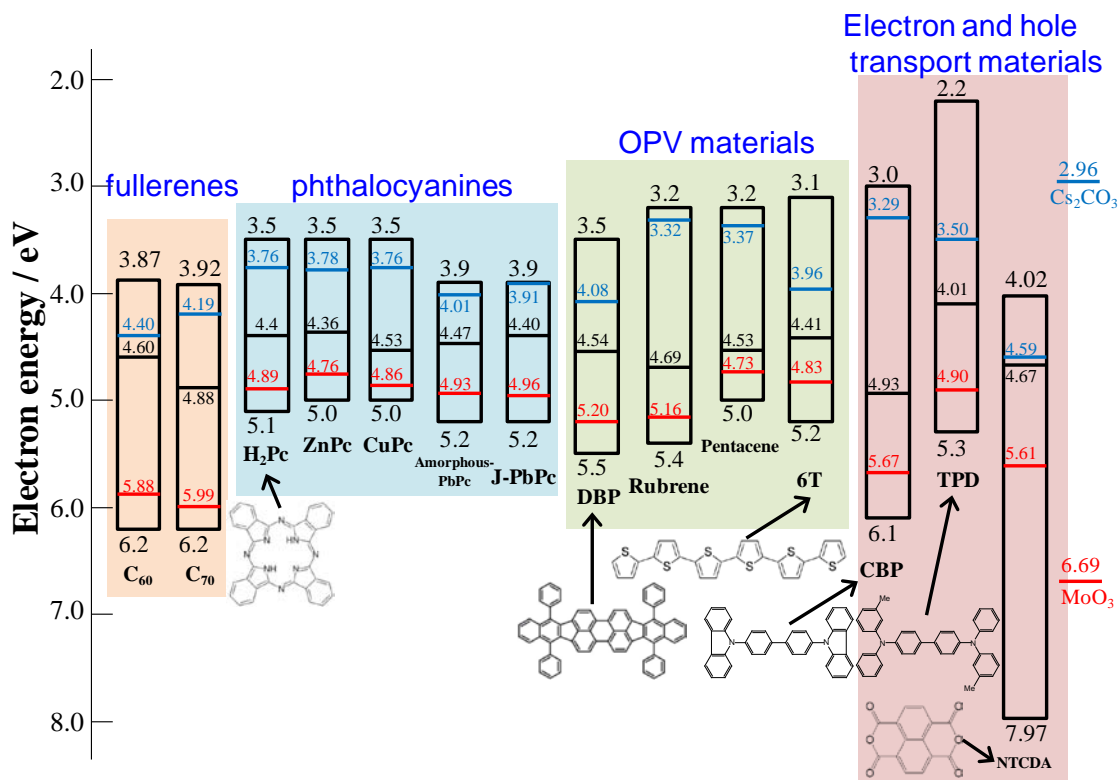 Electron and hole
transport materials
OPV materials
fullerenes
phthalocyanines
Electron energy / eV
2.0
3.0
4.0
5.0
6.0
7.0
8.0
3.87
4.40
4.60
5.88
6.2
C₆₀
3.92
4.19
4.88
5.99
6.2
C₇₀
3.5
3.76
4.4
4.89
5.1
H₂Pc
3.5
3.78
4.36
4.76
5.0
ZnPc
3.5
3.76
4.53
4.86
5.0
CuPc
3.9
4.01
4.47
4.93
5.2
Amorphous-
PbPc
3.9
3.91
4.40
4.96
5.2
J-PbPc
3.5
4.08
4.54
5.20
5.5
DBP
3.2
3.32
4.69
5.16
5.4
Rubrene
3.2
3.37
4.53
4.73
5.0
Pentacene
3.1
3.96
4.41
4.83
5.2
6T
3.0
3.29
4.93
5.67
6.1
CBP
2.2
3.50
4.01
4.90
5.3
TPD
4.02
4.59
4.67
5.61
7.97
NTCDA
2.96
Cs₂CO₃
6.69
MoO₃
N
N
N
HN
N
NH
N
N
S
S
S
S
S
S
N
N
Me
N
N
Me